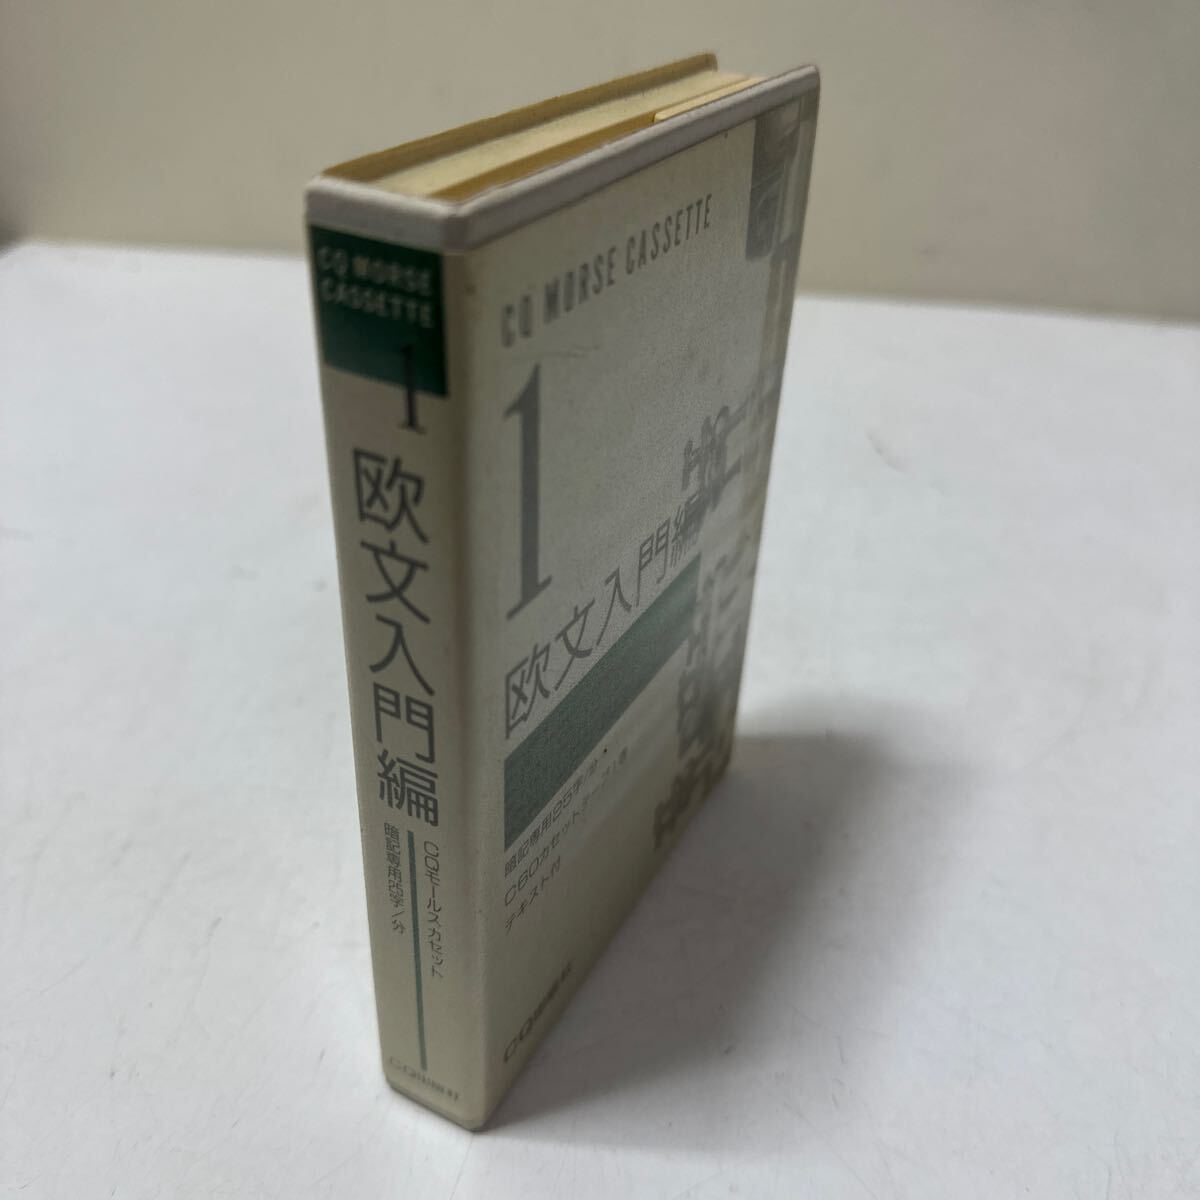 CQ MORSE
CASSETTE
1
欧文入門編
CQモールスカセット
暗記専用25字/分
CQ出版社
CQ MORSE CASSETTE
1
欧文入門編
暗記専用25字/分
C60カセットテープ1巻
テキスト付
CQ出版社